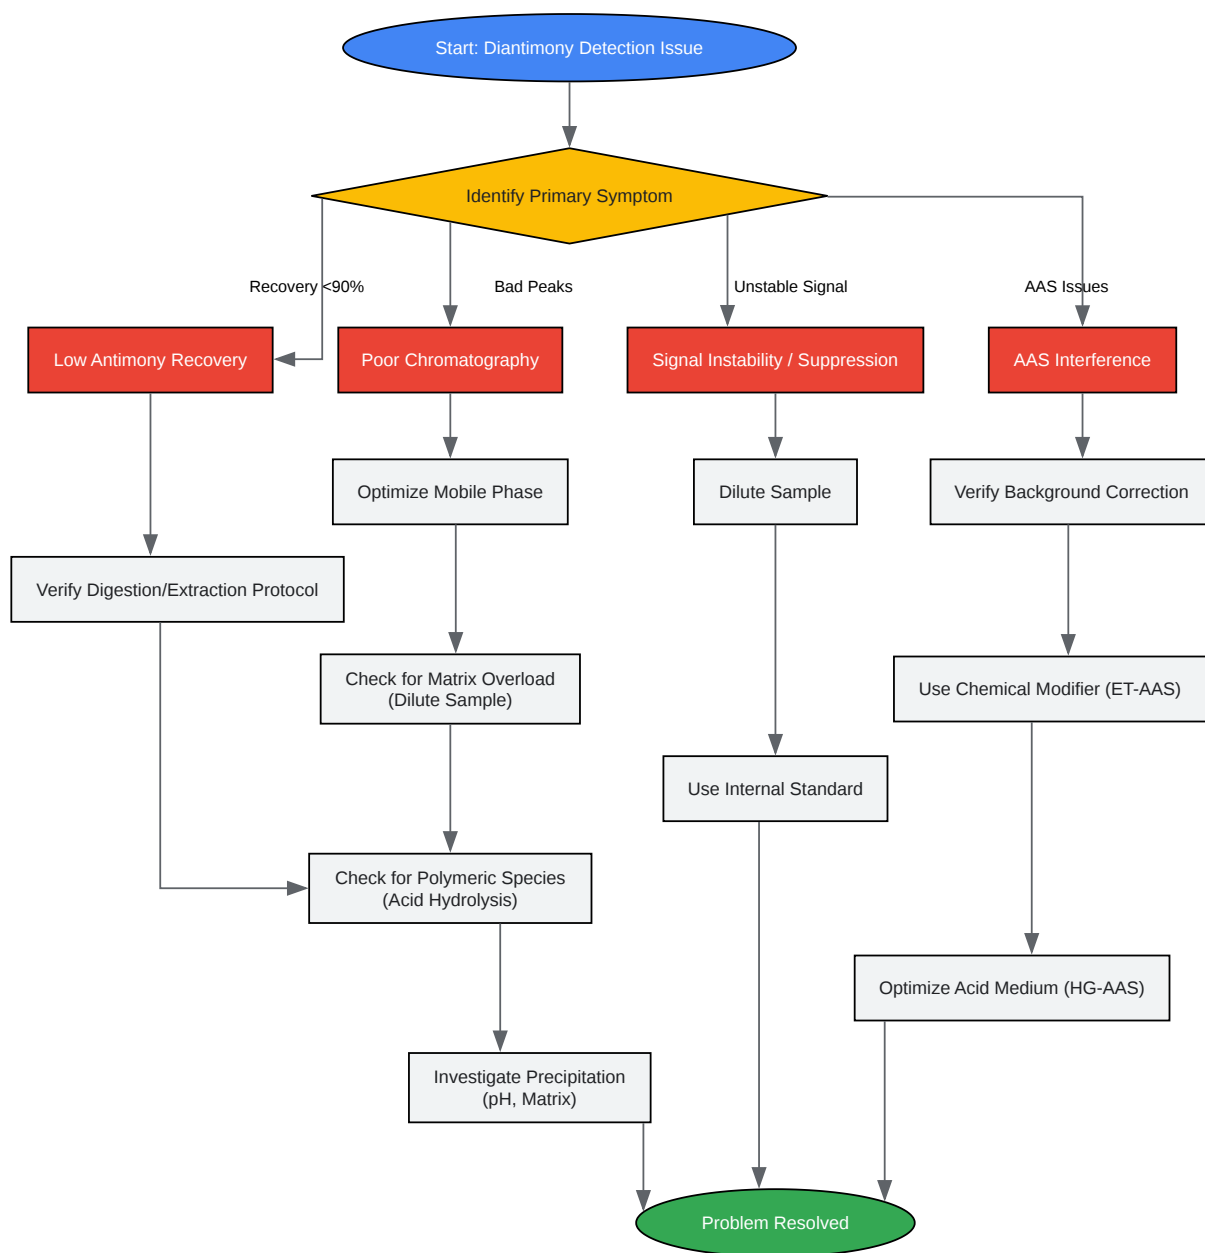 Start: Diantimony Detection Issue
Identify Primary Symptom
Recovery <90%
Bad Peaks
Unstable Signal
AAS Issues
Low Antimony Recovery
Poor Chromatography
Signal Instability / Suppression
AAS Interference
Optimize Mobile Phase
Dilute Sample
Verify Background Correction
Verify Digestion/Extraction Protocol
Check for Matrix Overload
(Dilute Sample)
Use Chemical Modifier (ET-AAS)
Use Internal Standard
Check for Polymeric Species
(Acid Hydrolysis)
Optimize Acid Medium (HG-AAS)
Investigate Precipitation
(pH, Matrix)
Problem Resolved